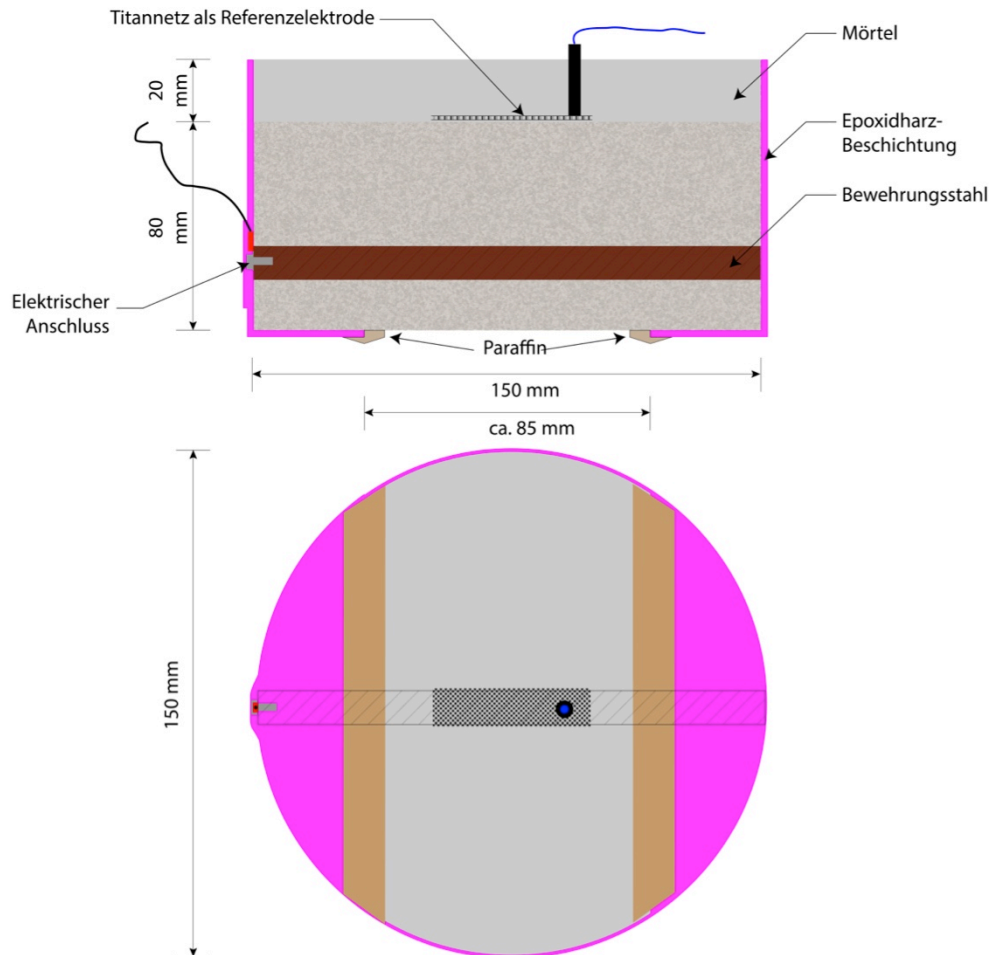 Titannetz als Referenzelektrode
Mörtel
20
mm
Epoxidharz-
Beschichtung
Bewehrungsstahl
80
mm
Elektrischer
Anschluss
Paraffin
150 mm
ca. 85 mm
150 mm